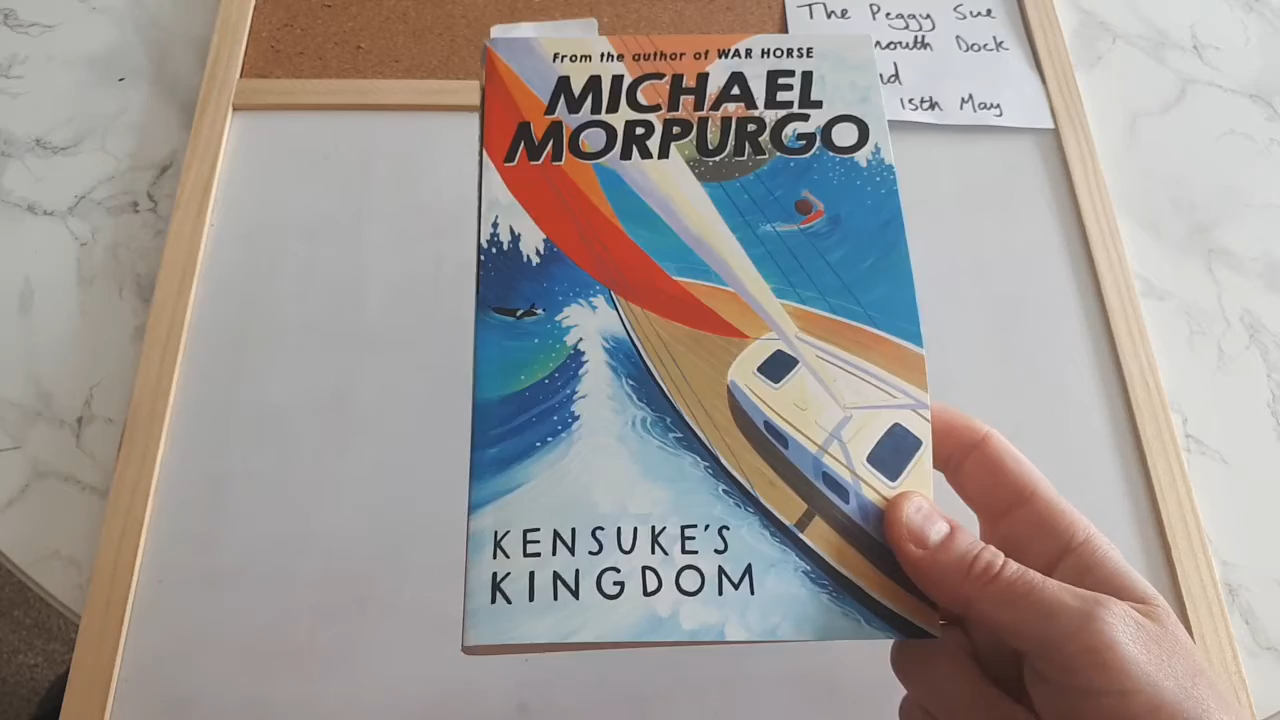 The Peggy Sue
mouth Dock
15th May
From the author of WAR HORSE
MICHAEL
MORPURGO
KENSUKE'S
KINGDOM